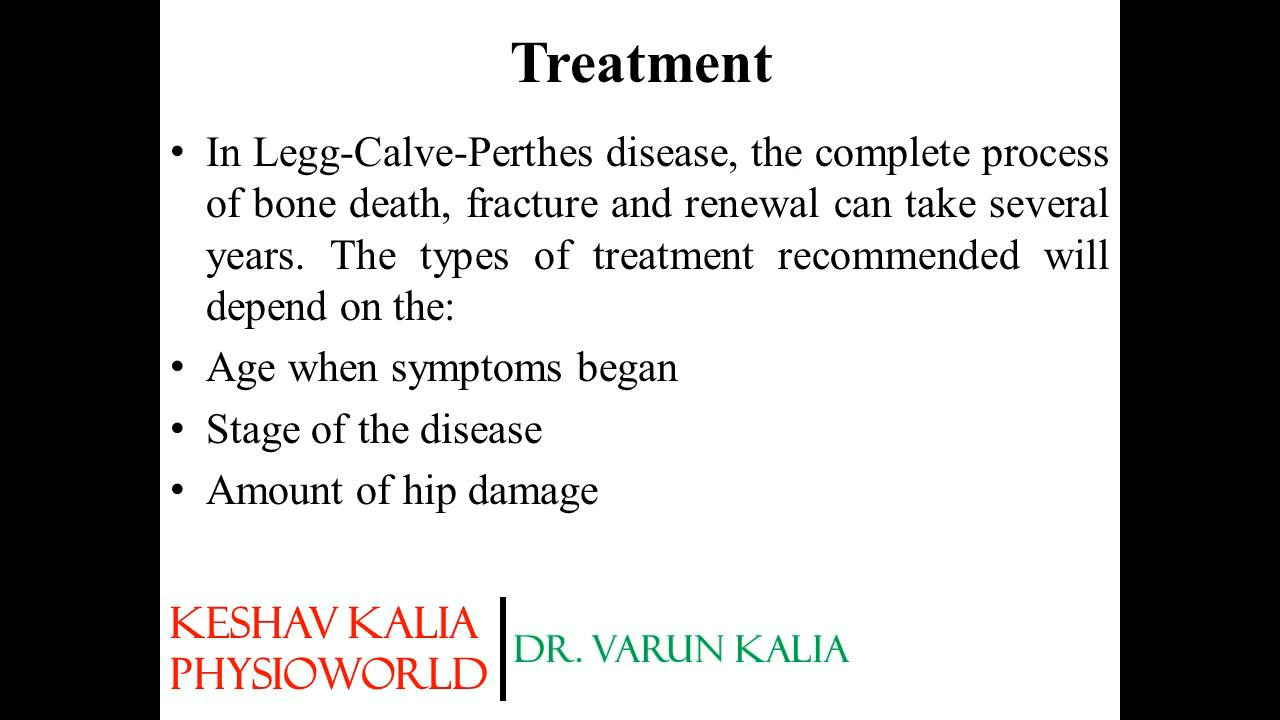 Treatment
• In Legg-Calve-Perthes disease, the complete process
of bone death, fracture and renewal can take several
years. The types of treatment recommended will
depend on the:
• Age when symptoms began
• Stage of the disease
• Amount of hip damage
KESHAV KALIA
PHYSIOWORLD
DR. VARUN KALIA